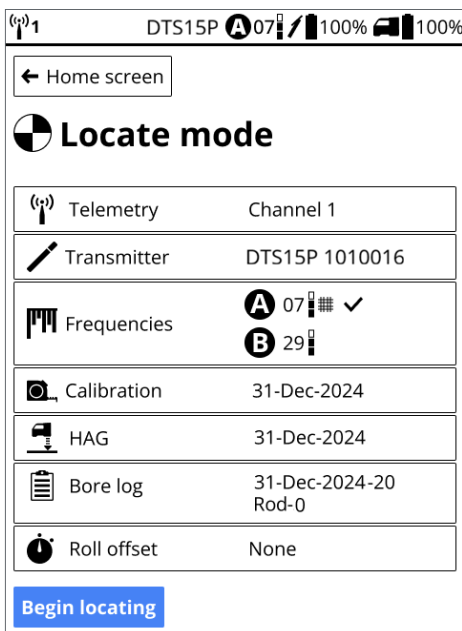 1 DTS15P A 07 100% 100%
Home screen
Locate mode
Telemetry Channel 1
Transmitter DTS15P 1010016
Frequencies
A 07
B 29
Calibration 31-Dec-2024
HAG 31-Dec-2024
Bore log 31-Dec-2024-20
Rod-0
Roll offset None
Begin locating